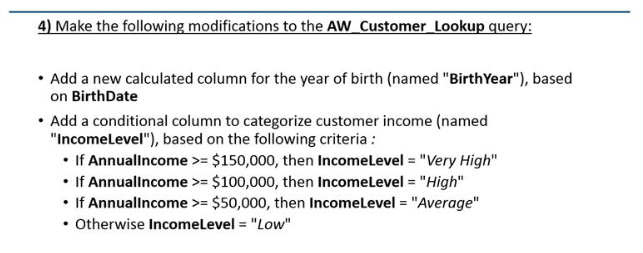 4) Make the following modifications to the AW_Customer_Lookup query:
• Add a new calculated column for the year of birth (named "BirthYear"), based
on BirthDate
• Add a conditional column to categorize customer income (named
"IncomeLevel"), based on the following criteria :
• If AnnualIncome >= $150,000, then IncomeLevel = "Very High"
• If AnnualIncome >= $100,000, then IncomeLevel = "High"
• If AnnualIncome >= $50,000, then IncomeLevel = "Average"
• Otherwise IncomeLevel = "Low"